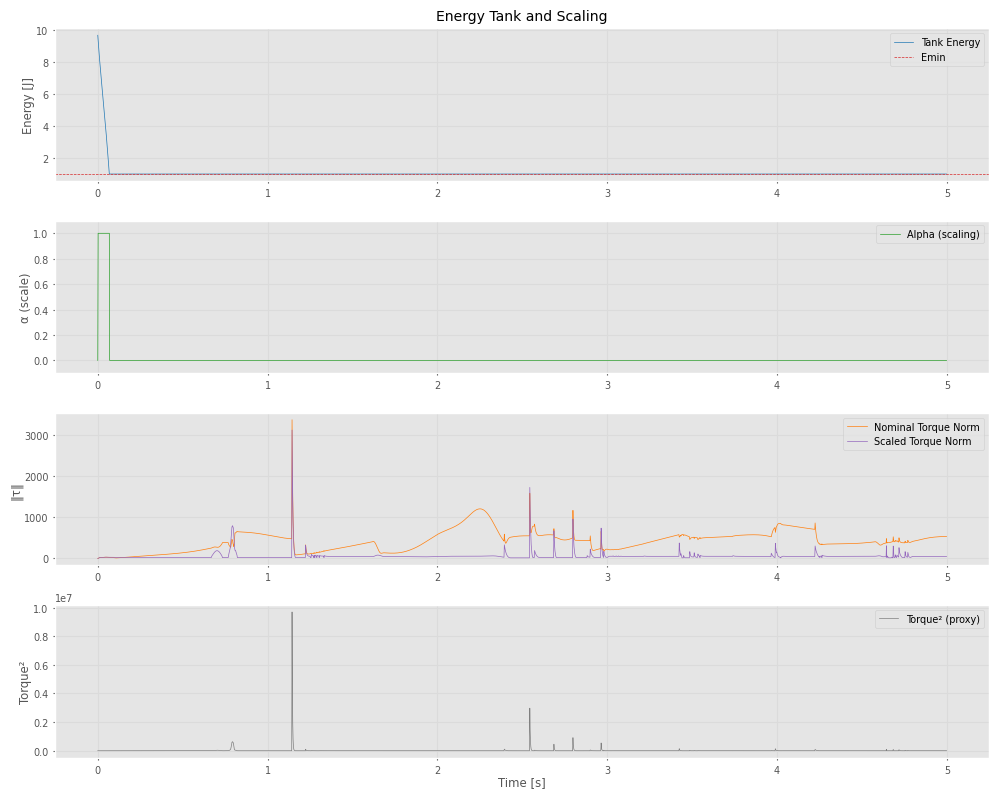 Energy Tank and Scaling
Energy [J]
10
8
6
4
2
Tank Energy
Emin
0 1 2 3 4 5
α (scale)
1.0
0.8
0.6
0.4
0.2
0.0
Alpha (scaling)
0 1 2 3 4 5
‖τ‖
3000
2000
1000
0
Nominal Torque Norm
Scaled Torque Norm
0 1 2 3 4 5
1e7
Torque²
1.0
0.8
0.6
0.4
0.2
0.0
Torque² (proxy)
0 1 2 3 4 5
Time [s]